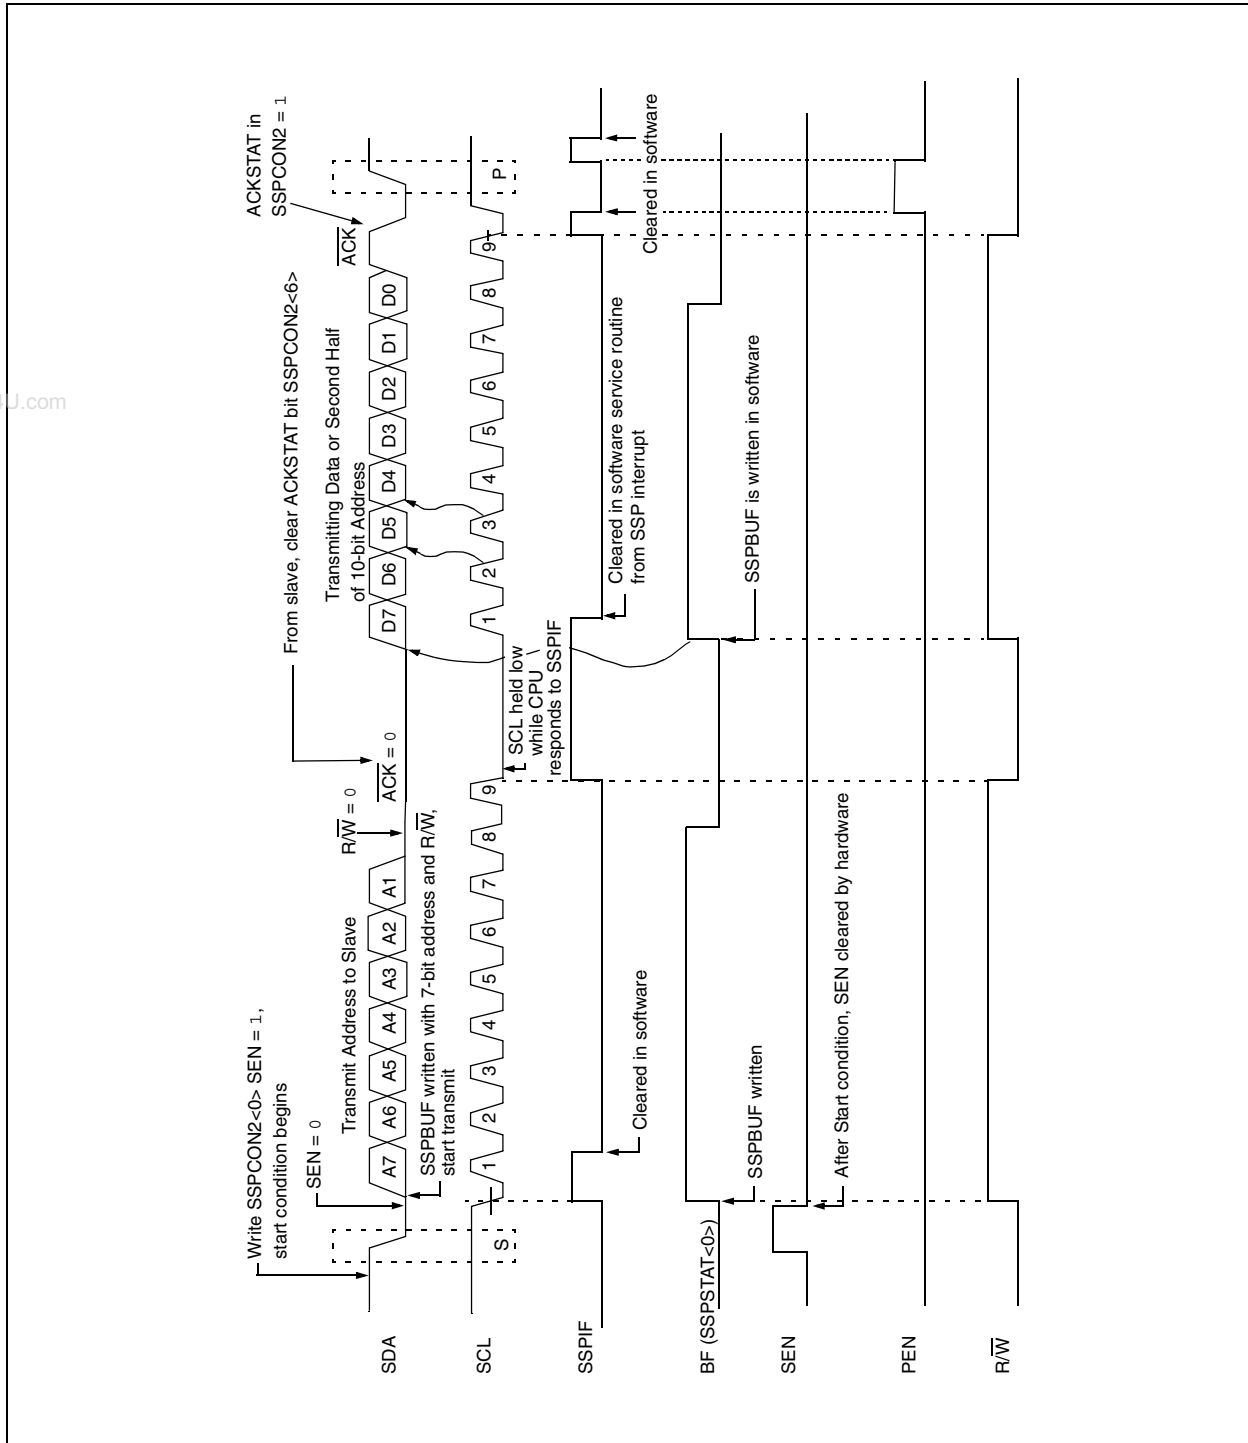 4U.com
Write SSPCON2<0> SEN = 1,
start condition begins
SEN = 0
Transmit Address to Slave
R/W̅ = 0
From slave, clear ACKSTAT bit SSPCON2<6>
A̅C̅K̅ = 0
Transmitting Data or Second Half
of 10-bit Address
ACKSTAT in
SSPCON2 = 1
A̅C̅K̅
SDA
A7 A6 A5 A4 A3 A2 A1
D7 D6 D5 D4 D3 D2 D1 D0
SSPBUF written with 7-bit address and R/W̅,
start transmit
SCL
S
1 2 3 4 5 6 7 8 9
1 2 3 4 5 6 7 8 9
P
SCL held low
while CPU
responds to SSPIF
SSPIF
Cleared in software
Cleared in software service routine
from SSP interrupt
Cleared in software
Cleared in software
BF (SSPSTAT<0>)
SSPBUF written
SSPBUF is written in software
SEN
After Start condition, SEN cleared by hardware
PEN
R/W̅